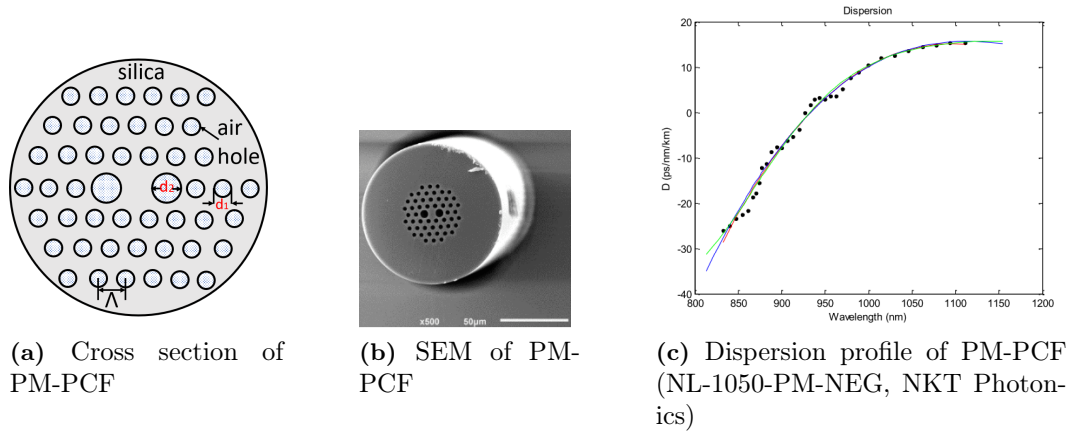 silica
air
hole
d₂
d₁
Λ
x500 50µm
(a) Cross section of
PM-PCF
(b) SEM of PM-
PCF
Dispersion
20
10
0
-10
-20
-30
-40
D (ps/nm/km)
800 850 900 950 1000 1050 1100 1150 1200
Wavelength (nm)
(c) Dispersion profile of PM-PCF
(NL-1050-PM-NEG, NKT Photon-
ics)